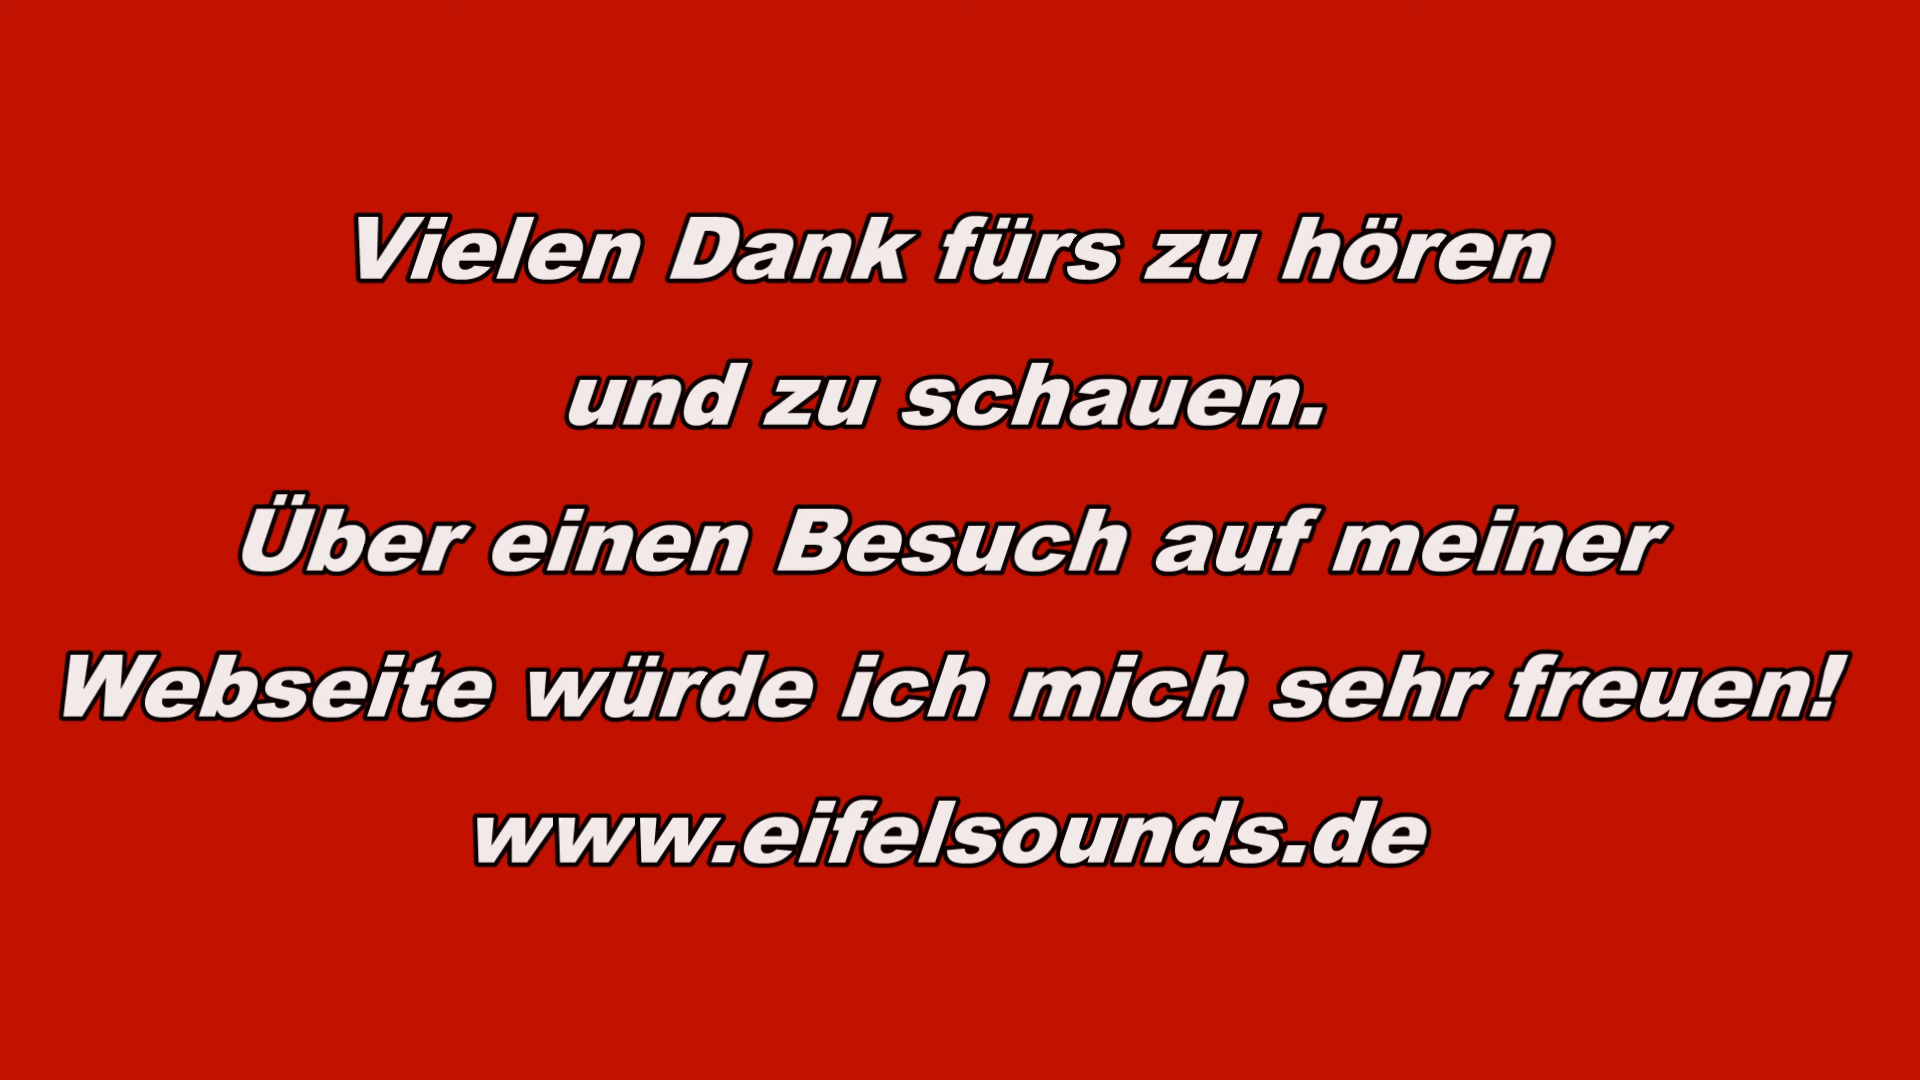 Vielen Dank fürs zu hören
und zu schauen.
Über einen Besuch auf meiner
Webseite würde ich mich sehr freuen!
www.eifelsounds.de